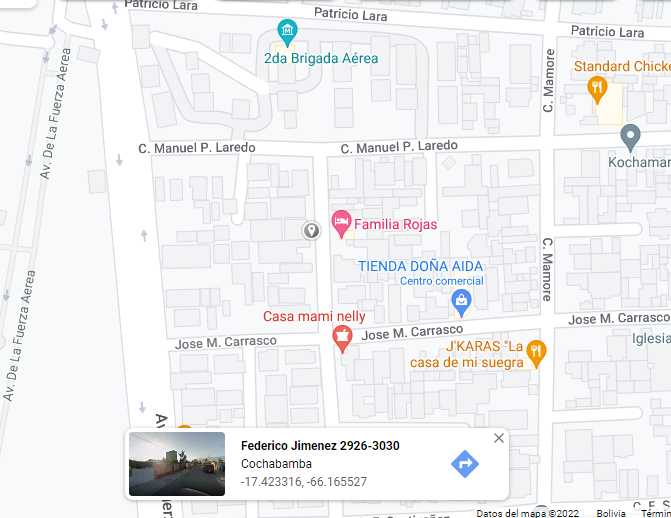 Patricio Lara
Patricio Lara
Patricio Lara
2da Brigada Aérea
Standard Chicke
C. Mamore
Av. De La Fuerza Aerea
C. Manuel P. Laredo
C. Manuel P. Laredo
Kochamar
Familia Rojas
TIENDA DOÑA AIDA
Centro comercial
C. Mamore
Av. De La Fuerza Aerea
Casa mami nelly
Jose M. Carrasco
Jose M. Carrasco
Jose M. Carrasco
Iglesia
J'KARAS "La
casa de mi suegra
Federico Jimenez 2926-3030
Cochabamba
-17.423316, -66.165527
Datos del mapa ©2022
Bolivia
Términ